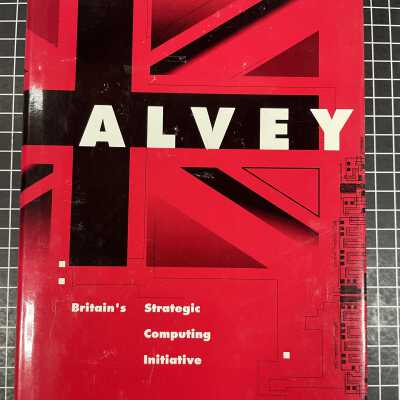 ALVEY
Britain's Strategic
Computing
Initiative